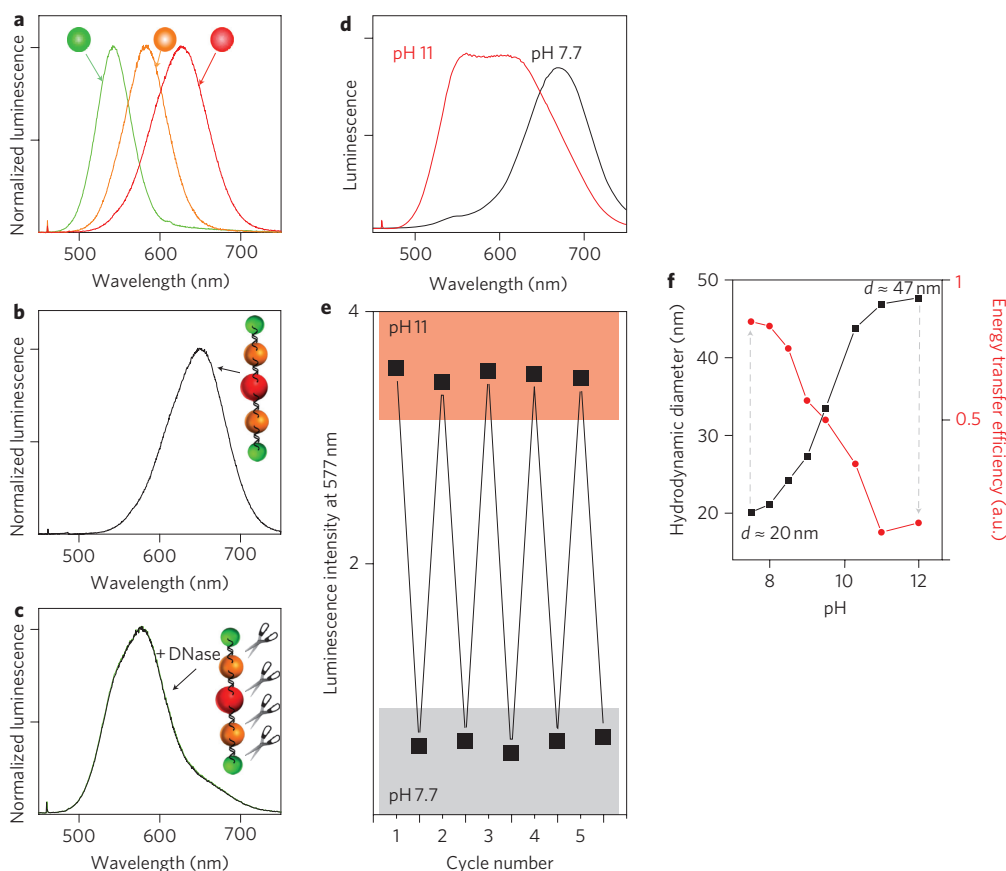 a
Normalized luminescence
500
600
700
Wavelength (nm)
b
Normalized luminescence
500
600
700
Wavelength (nm)
c
+ DNase
Normalized luminescence
500
600
700
Wavelength (nm)
d
pH 11
pH 7.7
Luminescence
500
600
700
Wavelength (nm)
e
4
pH 11
Luminescence intensity at 577 nm
2
pH 7.7
1
2
3
4
5
Cycle number
f
50
1
d ≈ 47 nm
Hydrodynamic diameter (nm)
40
30
20
0.5
Energy transfer efficiency (a.u.)
d ≈ 20 nm
8
10
12
pH